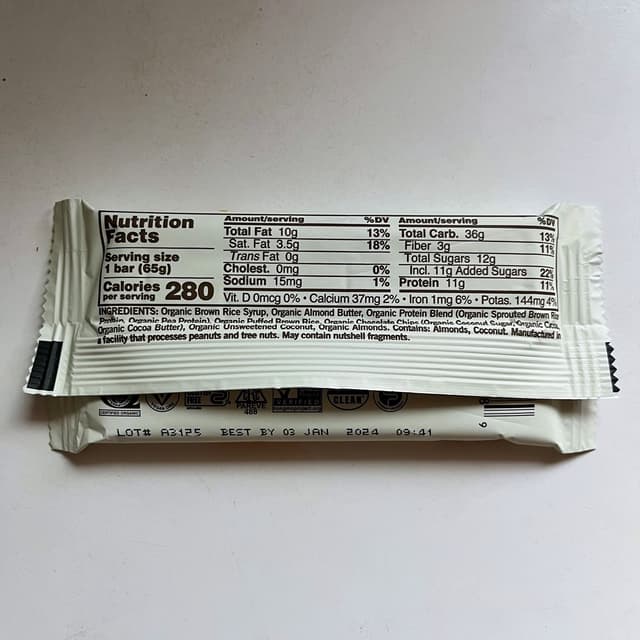 Nutrition
Facts
Serving size
1 bar (65g)
Calories 280
per serving
Amount/serving %DV
Total Fat 10g 13%
Sat. Fat 3.5g 18%
Trans Fat 0g
Cholest. 0mg 0%
Sodium 15mg 1%
Amount/serving %DV
Total Carb. 36g 13%
Fiber 3g 11%
Total Sugars 12g
Incl. 11g Added Sugars 22%
Protein 11g 11%
Vit. D 0mcg 0% • Calcium 37mg 2% • Iron 1mg 6% • Potas. 144mg 4%
INGREDIENTS: Organic Brown Rice Syrup, Organic Almond Butter, Organic Protein Blend (Organic Sprouted Brown Rice
Protein, Organic Pea Protein), Organic Puffed Brown Rice, Organic Chocolate Chips (Organic Coconut Sugar, Organic Cacao,
Organic Cocoa Butter), Organic Unsweetened Coconut, Organic Almonds. Contains: Almonds, Coconut. Manufactured in
a facility that processes peanuts and tree nuts. May contain nutshell fragments.
CERTIFIED ORGANIC
PAREVE
488
CLEAN
6
LOT# A3125 BEST BY 03 JAN 2024 09:41